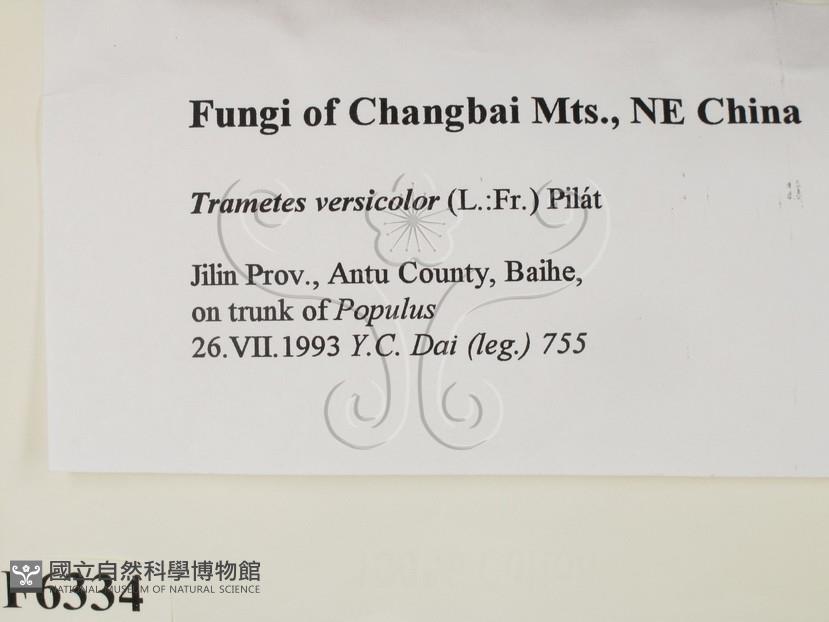 Fungi of Changbai Mts., NE China
Trametes versicolor (L.:Fr.) Pilát
Jilin Prov., Antu County, Baihe,
on trunk of Populus
26.VII.1993 Y.C. Dai (leg.) 755
國立自然科學博物館
NATIONAL MUSEUM OF NATURAL SCIENCE
F6334